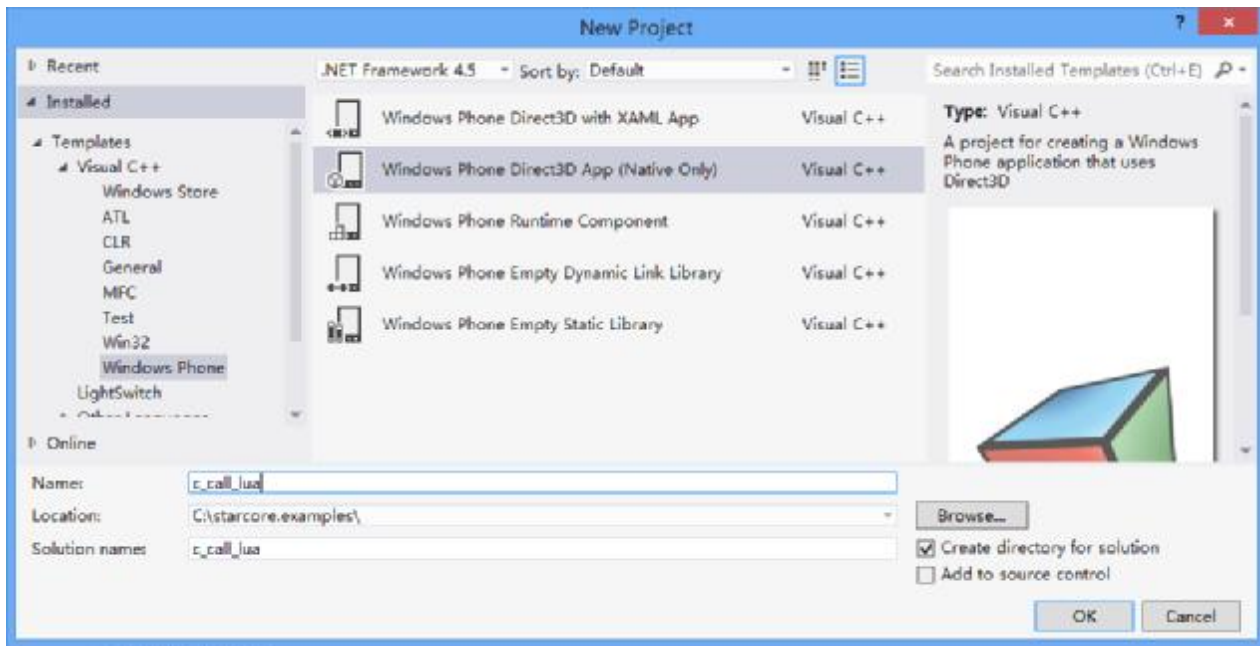 New Project
?
Recent
.NET Framework 4.5 Sort by: Default
Search Installed Templates (Ctrl+E)
Installed
Templates
Visual C++
Windows Store
ATL
CLR
General
MFC
Test
Win32
Windows Phone
LightSwitch
Online
Windows Phone Direct3D with XAML App Visual C++
Windows Phone Direct3D App (Native Only) Visual C++
Windows Phone Runtime Component Visual C++
Windows Phone Empty Dynamic Link Library Visual C++
Windows Phone Empty Static Library Visual C++
Type: Visual C++
A project for creating a Windows
Phone application that uses
Direct3D
Name: c_call_lua
Location: C:\starcore.examples\
Browse...
Solution name: c_call_lua
Create directory for solution
Add to source control
OK
Cancel